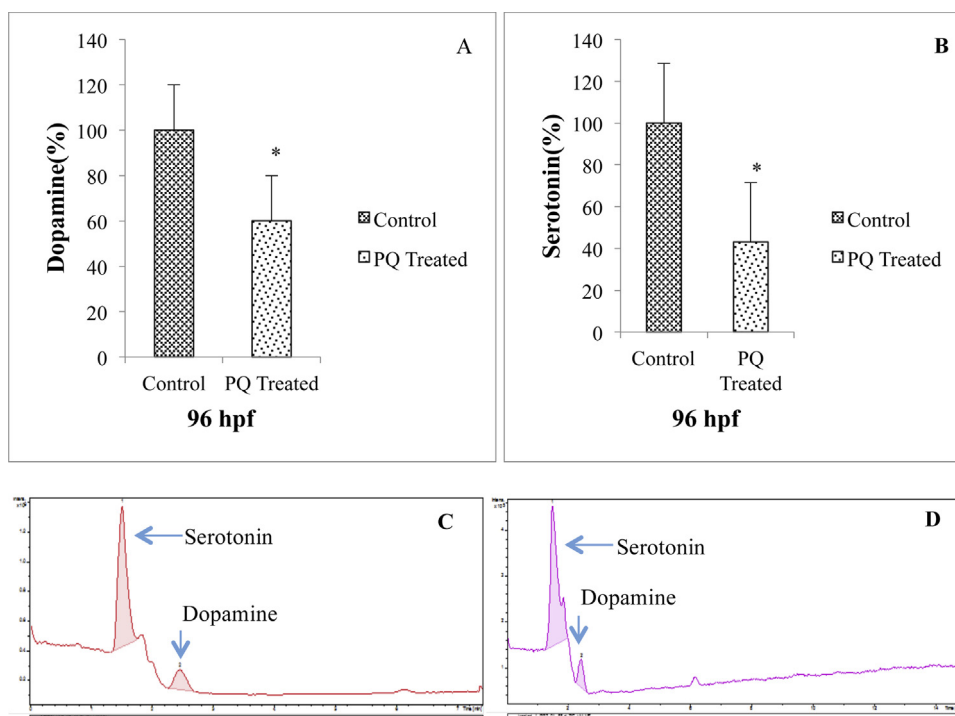 A
140
120
100
80
60
40
20
0
Dopamine(%)
*
Control
PQ Treated
Control PQ Treated
96 hpf
B
140
120
100
80
60
40
20
0
Serotonin(%)
*
Control
PQ Treated
Control PQ
Treated
96 hpf
C
Serotonin
Dopamine
D
Serotonin
Dopamine